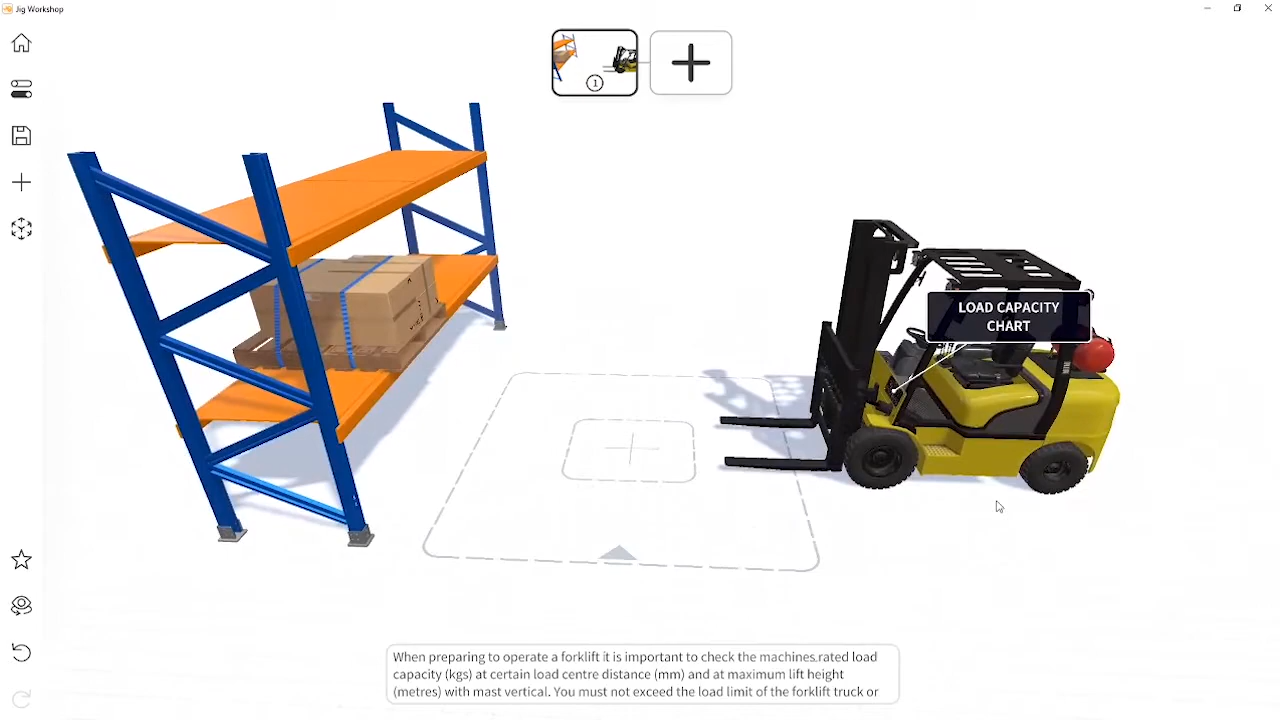 Jig Workshop
1
LOAD CAPACITY
CHART
When preparing to operate a forklift it is important to check the machines.rated load
capacity (kgs) at certain load centre distance (mm) and at maximum lift height
(metres) with mast vertical. You must not exceed the load limit of the forklift truck or